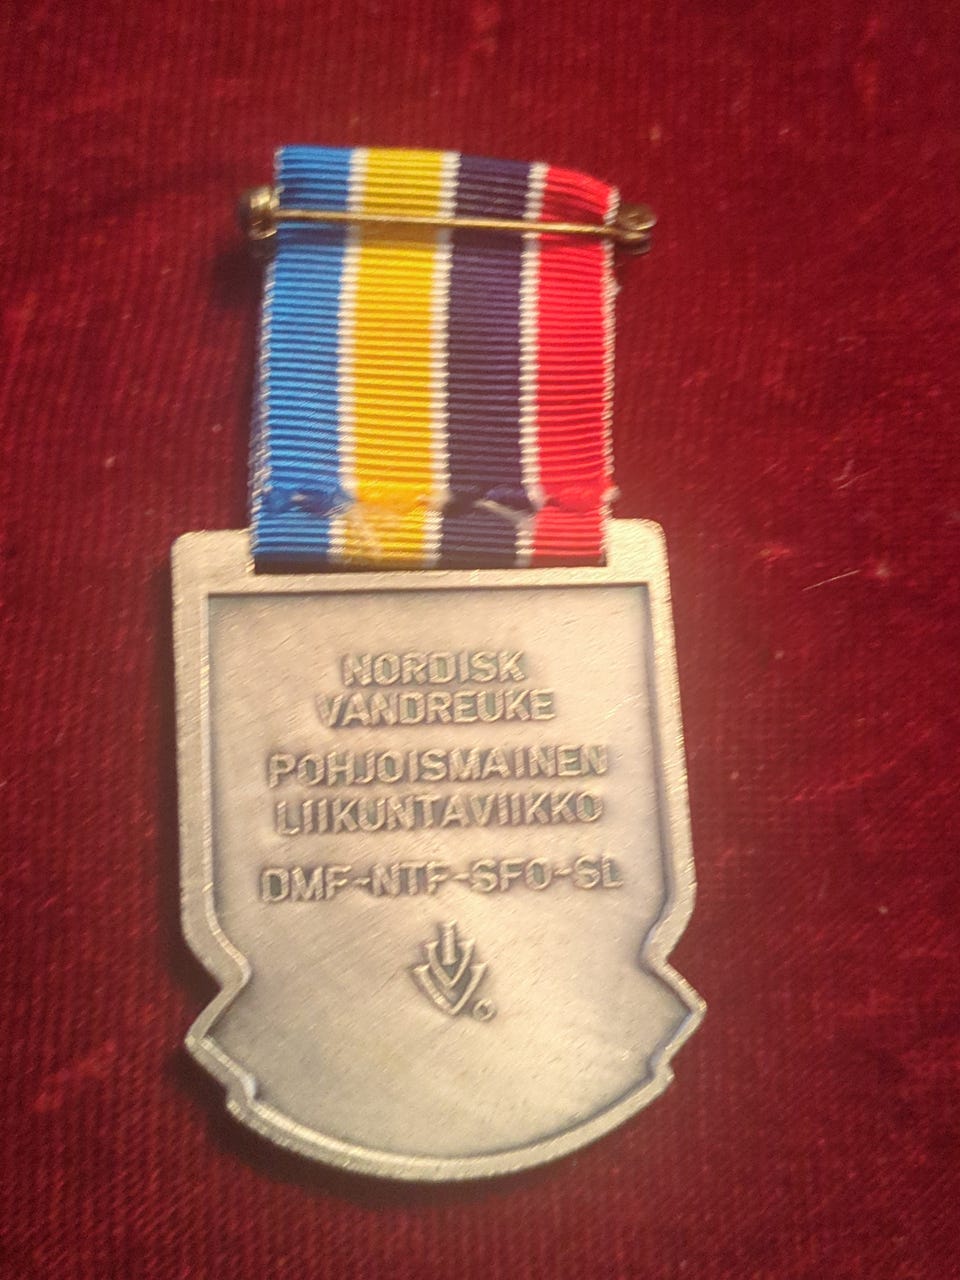 NORDISK
VANDREUKE
POHJOISMAINEN
LIIKUNTAVIIKKO
DMF-NTF-SFO-SL